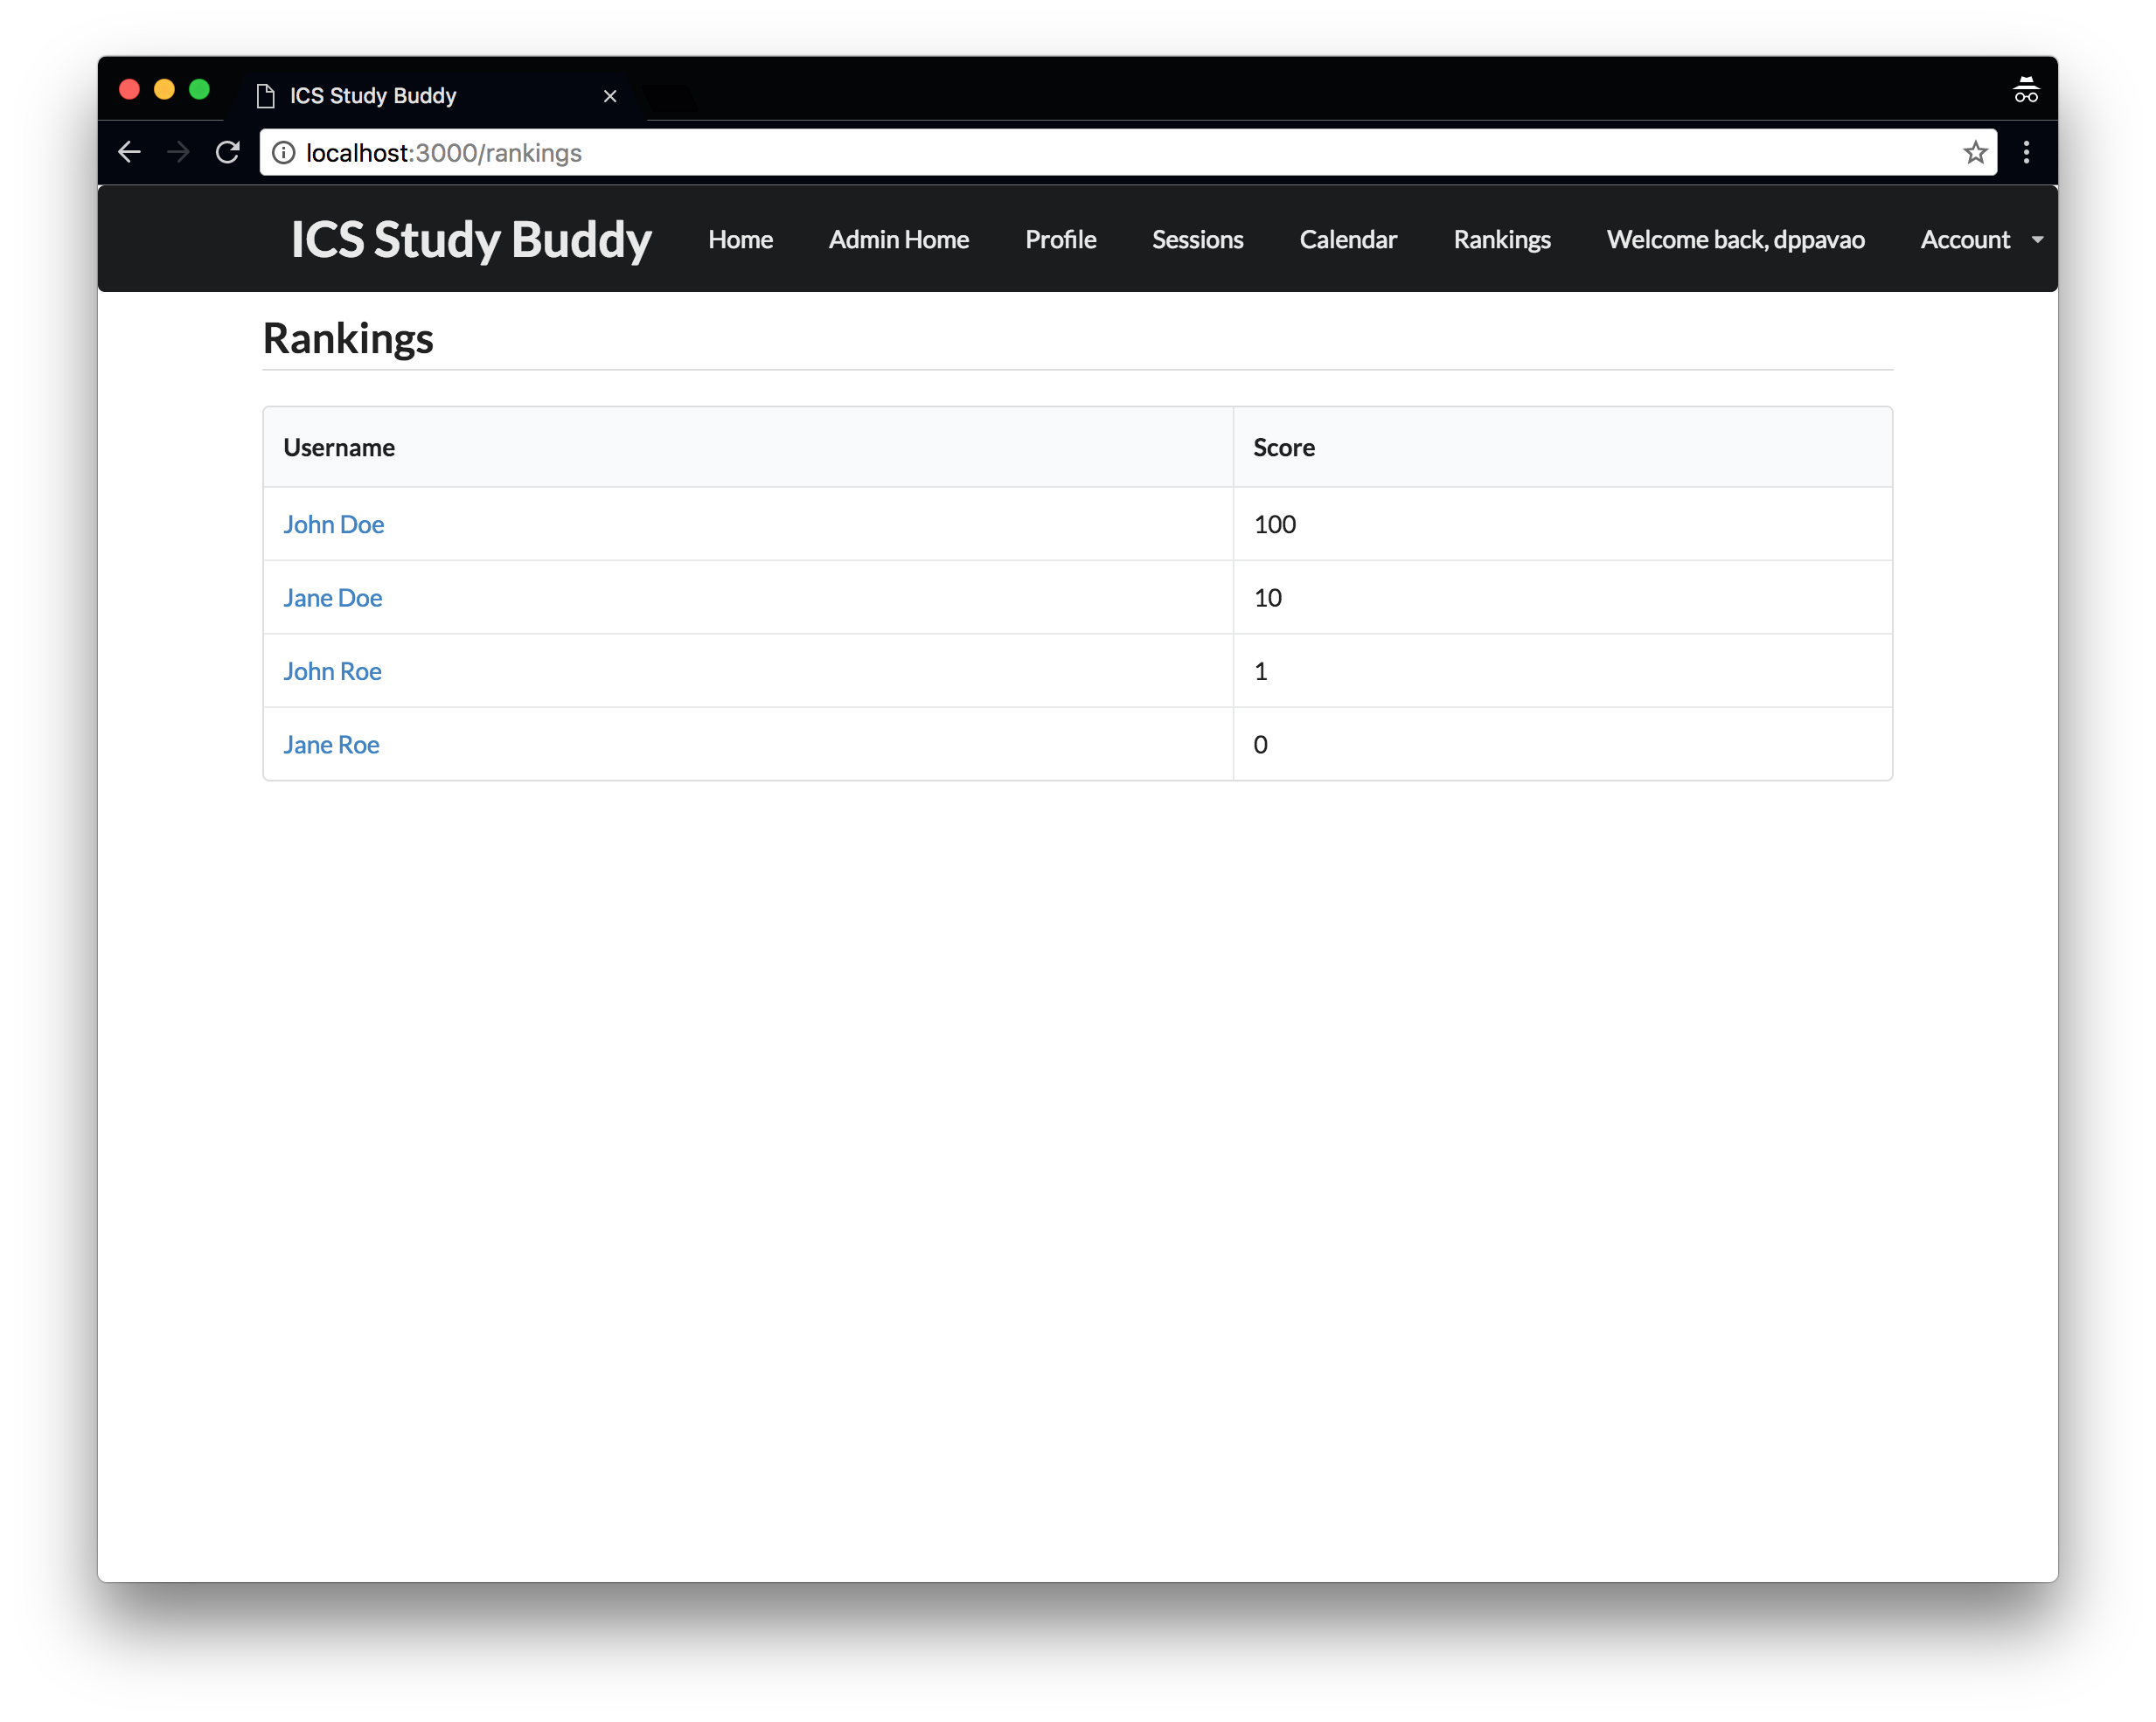 ICS Study Buddy
localhost:3000/rankings
ICS Study Buddy Home Admin Home Profile Sessions Calendar Rankings Welcome back, dppavao Account
Rankings
Username Score
John Doe 100
Jane Doe 10
John Roe 1
Jane Roe 0